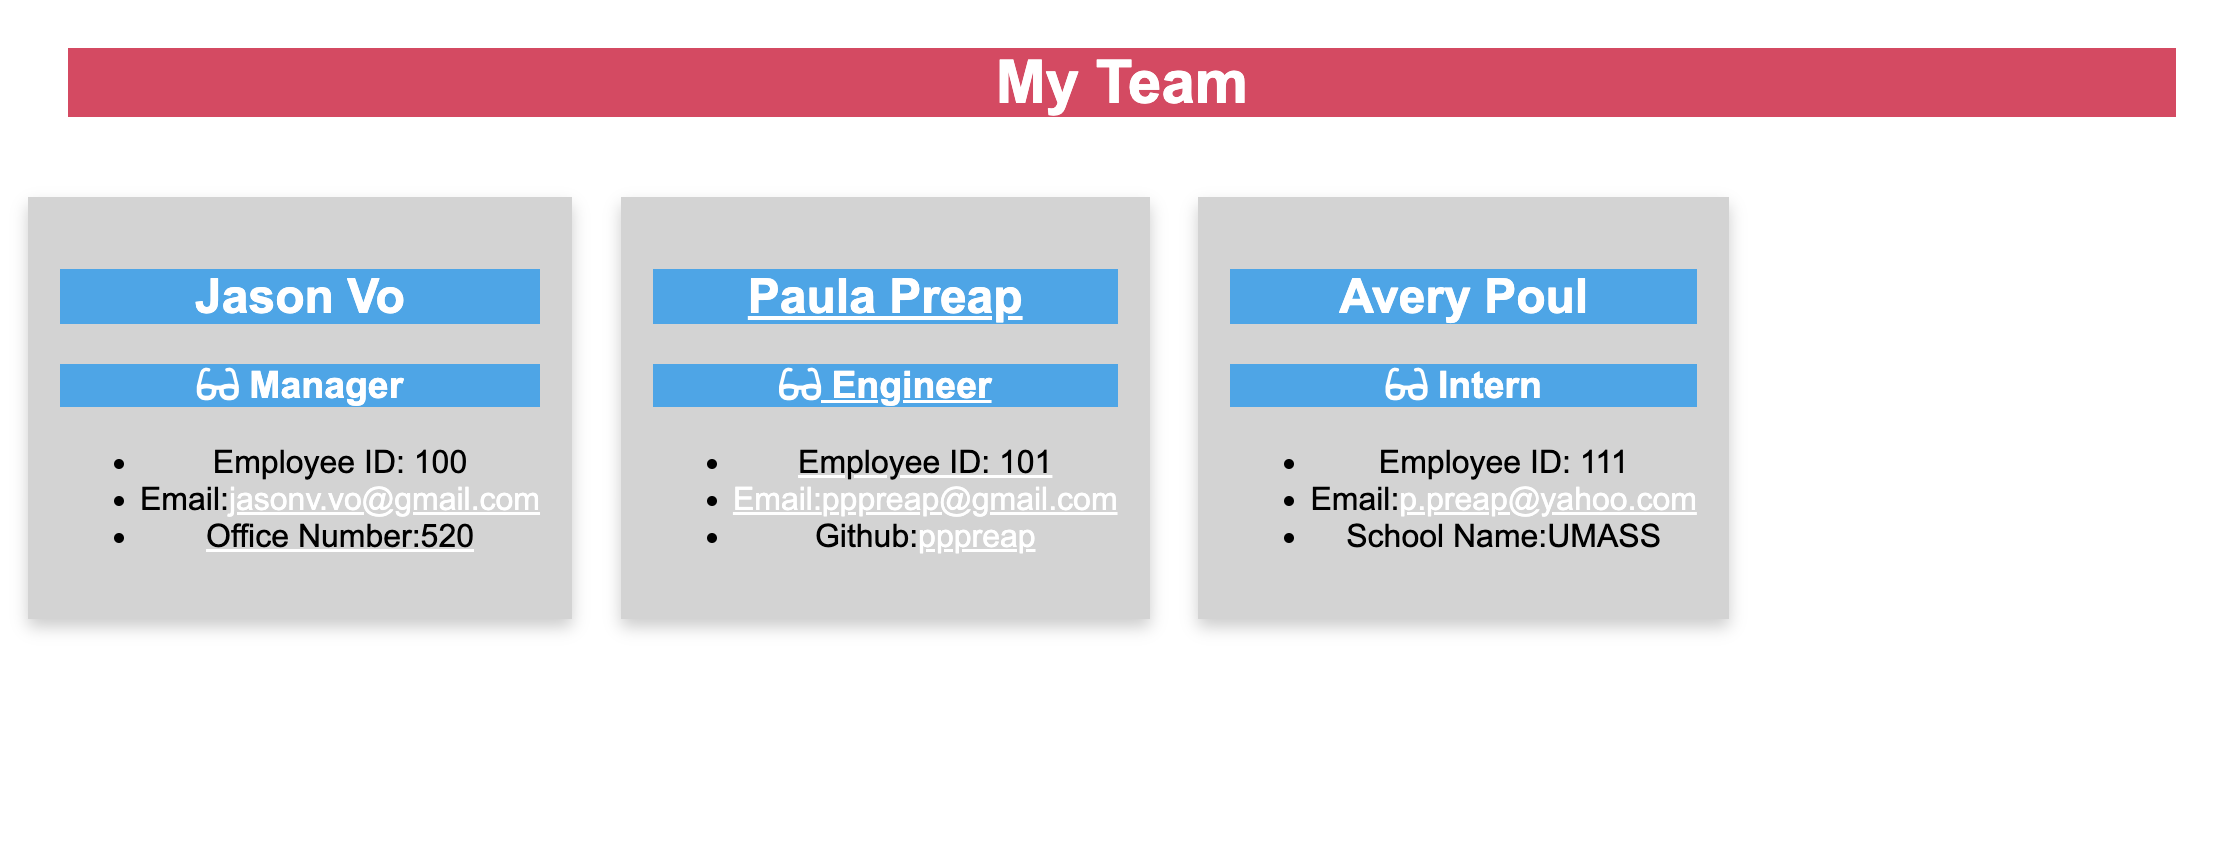 My Team
Jason Vo
Manager
Employee ID: 100
Email:jasonv.vo@gmail.com
Office Number:520
Paula Preap
Engineer
Employee ID: 101
Email:pppreap@gmail.com
Github:pppreap
Avery Poul
Intern
Employee ID: 111
Email:p.preap@yahoo.com
School Name:UMASS